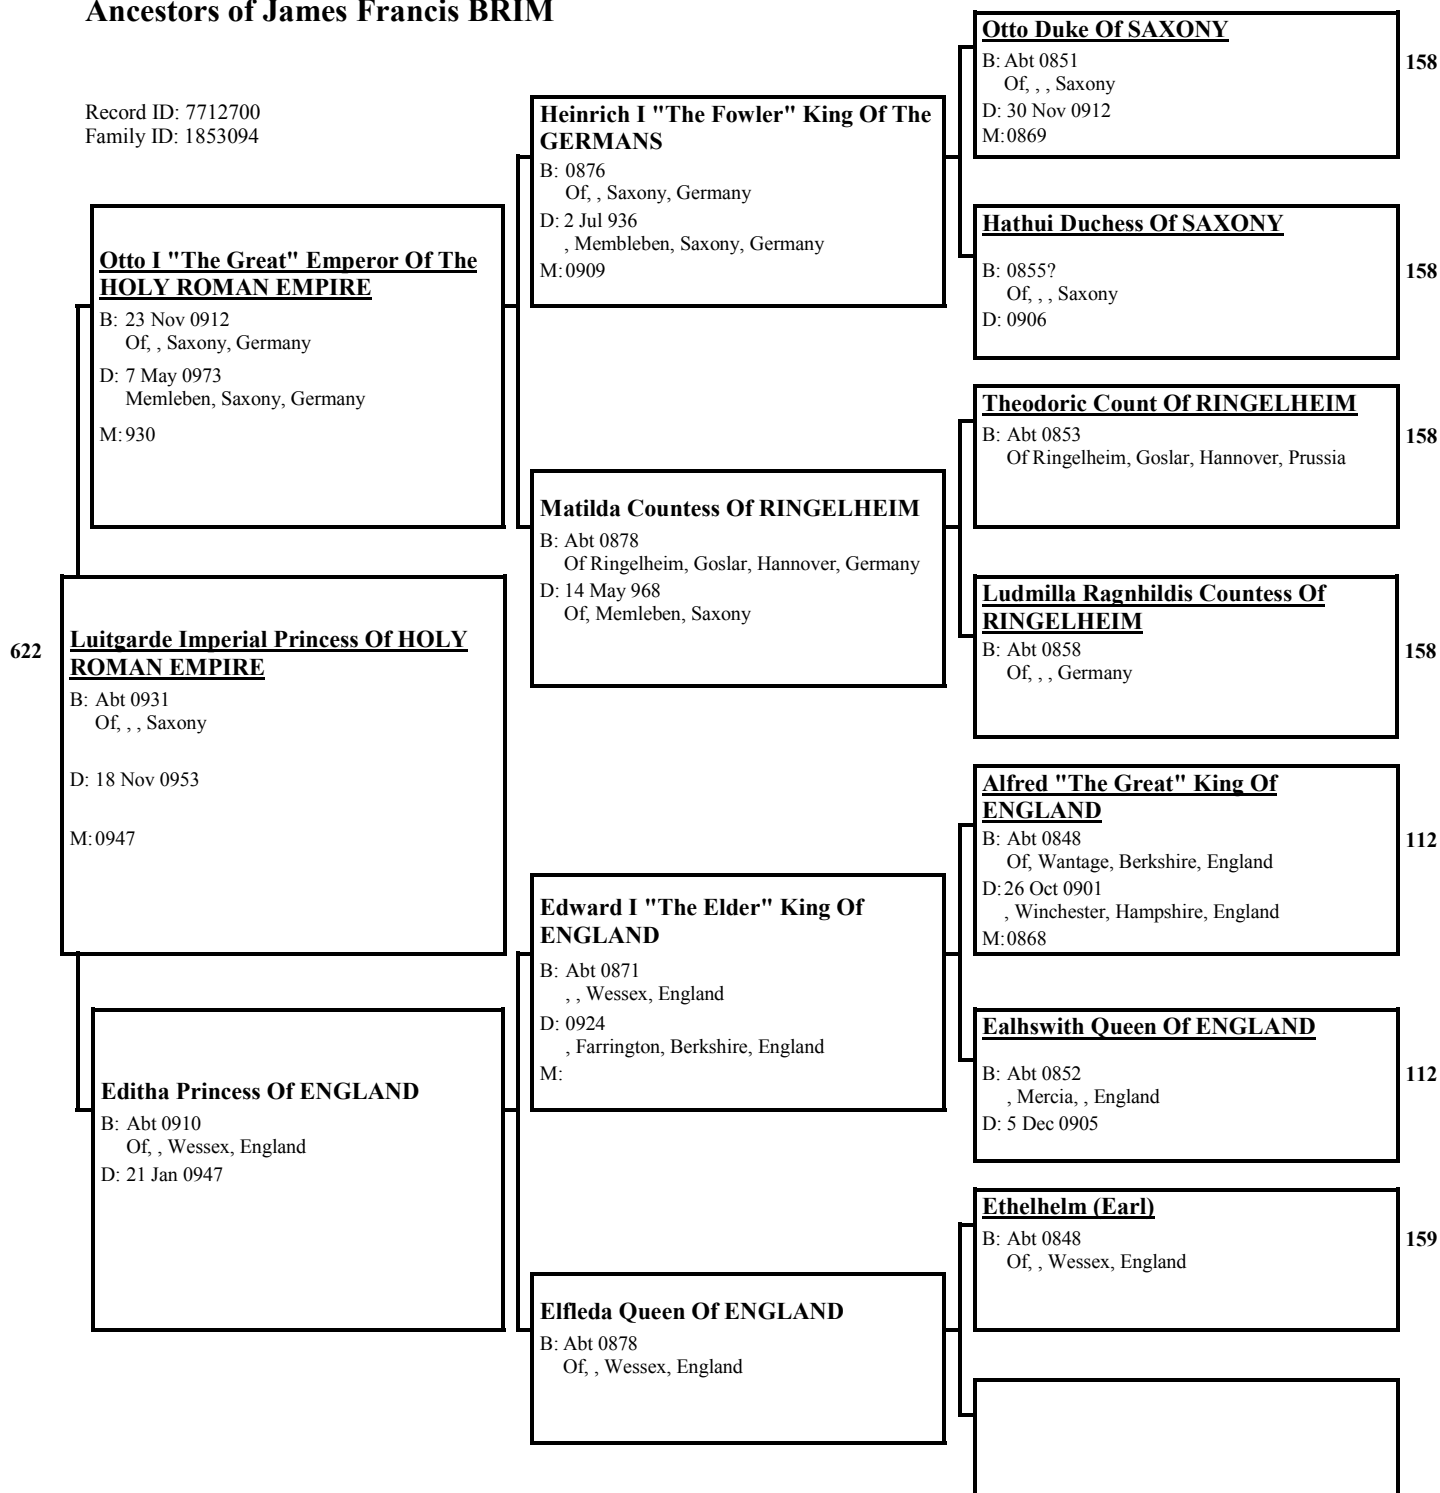 Ancestors of James Francis BRIM
Record ID: 7712700
Family ID: 1853094
Otto I "The Great" Emperor Of The
HOLY ROMAN EMPIRE
B: 23 Nov 0912
Of, , Saxony, Germany
D: 7 May 0973
Memleben, Saxony, Germany
M: 930
622
Luitgarde Imperial Princess Of HOLY
ROMAN EMPIRE
B: Abt 0931
Of, , , Saxony
D: 18 Nov 0953
M: 0947
Editha Princess Of ENGLAND
B: Abt 0910
Of, , Wessex, England
D: 21 Jan 0947
Heinrich I "The Fowler" King Of The
GERMANS
B: 0876
Of, , Saxony, Germany
D: 2 Jul 936
, Membleben, Saxony, Germany
M: 0909
Matilda Countess Of RINGELHEIM
B: Abt 0878
Of Ringelheim, Goslar, Hannover, Germany
D: 14 May 968
Of, Memleben, Saxony
Edward I "The Elder" King Of
ENGLAND
B: Abt 0871
, , Wessex, England
D: 0924
, Farrington, Berkshire, England
M:
Elfleda Queen Of ENGLAND
B: Abt 0878
Of, , Wessex, England
Otto Duke Of SAXONY
B: Abt 0851
Of, , , Saxony
D: 30 Nov 0912
M: 0869
158
Hathui Duchess Of SAXONY
B: 0855?
Of, , , Saxony
D: 0906
158
Theodoric Count Of RINGELHEIM
B: Abt 0853
Of Ringelheim, Goslar, Hannover, Prussia
158
Ludmilla Ragnhildis Countess Of
RINGELHEIM
B: Abt 0858
Of, , , Germany
158
Alfred "The Great" King Of
ENGLAND
B: Abt 0848
Of, Wantage, Berkshire, England
D: 26 Oct 0901
, Winchester, Hampshire, England
M: 0868
112
Ealhswith Queen Of ENGLAND
B: Abt 0852
, Mercia, , England
D: 5 Dec 0905
112
Ethelhelm (Earl)
B: Abt 0848
Of, , Wessex, England
159